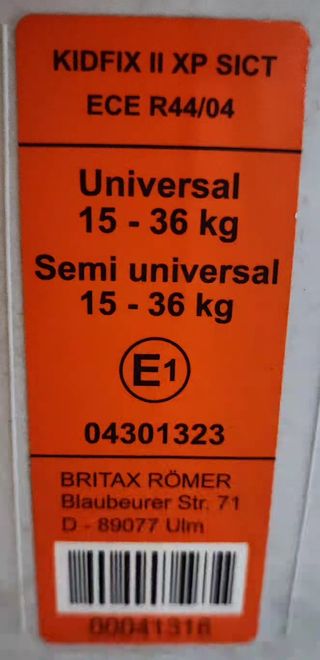 KIDFIX II XP SICT
ECE R44/04
Universal
15 - 36 kg
Semi universal
15 - 36 kg
E1
04301323
BRITAX RÖMER
Blaubeurer Str. 71
D - 89077 Ulm
00041316